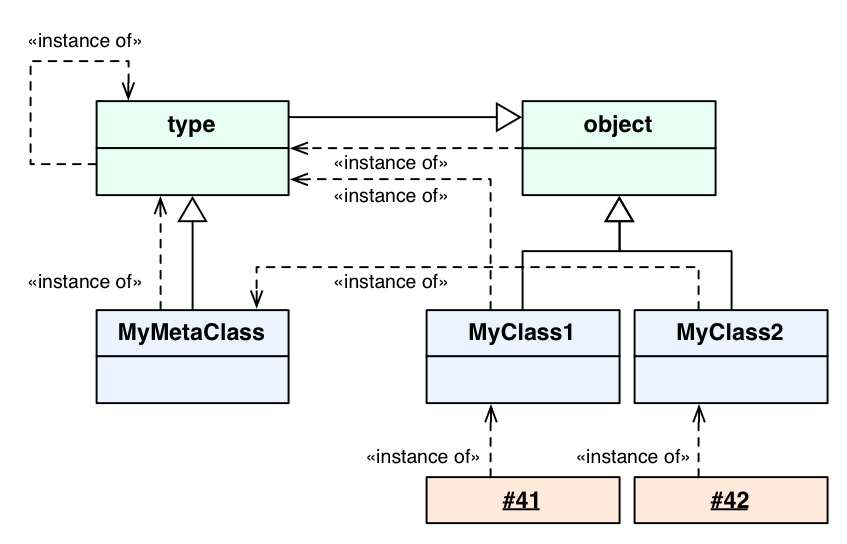 «instance of»
type
object
«instance of»
«instance of»
«instance of»
«instance of»
MyMetaClass
MyClass1
MyClass2
«instance of»
«instance of»
#41
#42